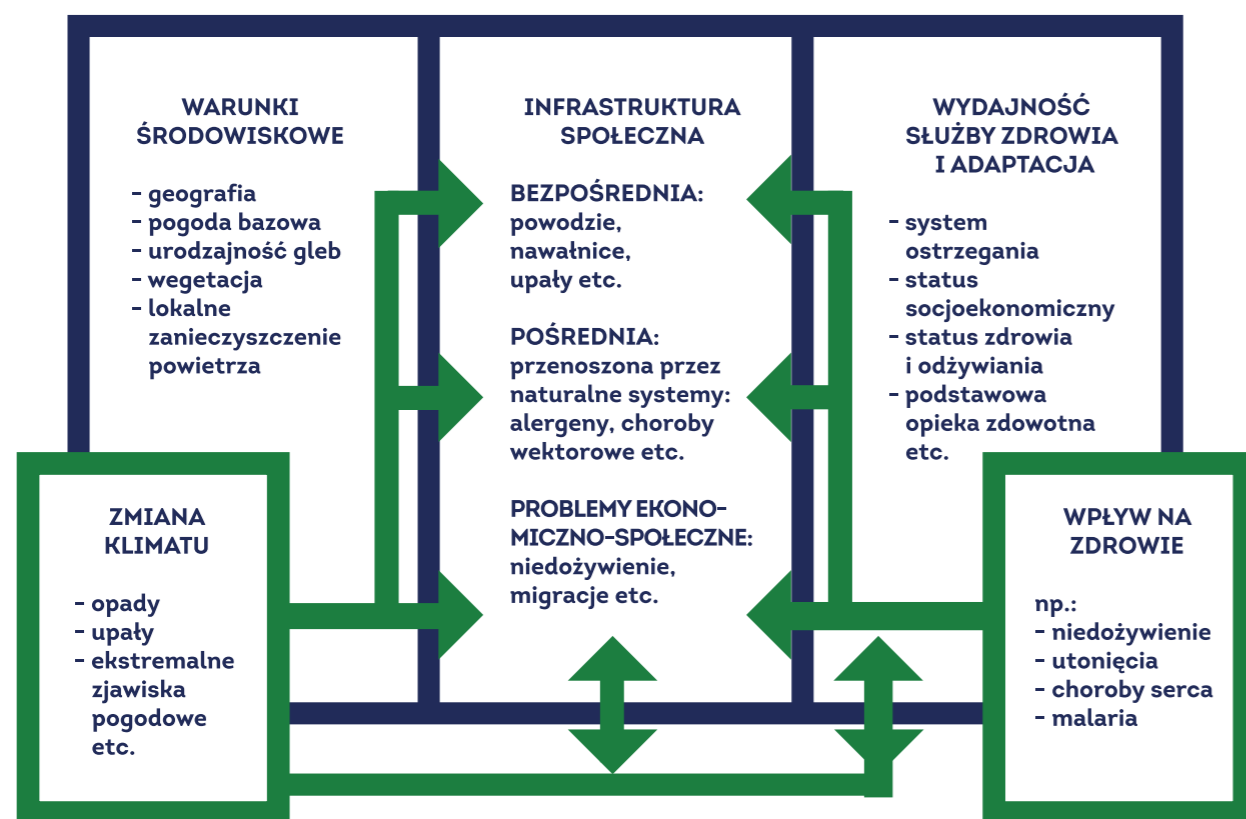 WARUNKI
ŚRODOWISKOWE
- geografia
- pogoda bazowa
- urodzajność gleb
- wegetacja
- lokalne
zanieczyszczenie
powietrza
INFRASTRUKTURA
SPOŁECZNA
BEZPOŚREDNIA:
powodzie,
nawałnice,
upały etc.
POŚREDNIA:
przenoszona przez
naturalne systemy:
alergeny, choroby
wektorowe etc.
PROBLEMY EKONO-
MICZNO-SPOŁECZNE:
niedożywienie,
migracje etc.
WYDAJNOŚĆ
SŁUŻBY ZDROWIA
I ADAPTACJA
- system
ostrzegania
- status
socjoekonomiczny
- status zdrowia
i odżywiania
- podstawowa
opieka zdowotna
etc.
ZMIANA
KLIMATU
- opady
- upały
- ekstremalne
zjawiska
pogodowe
etc.
WPŁYW NA
ZDROWIE
np.:
- niedożywienie
- utonięcia
- choroby serca
- malaria